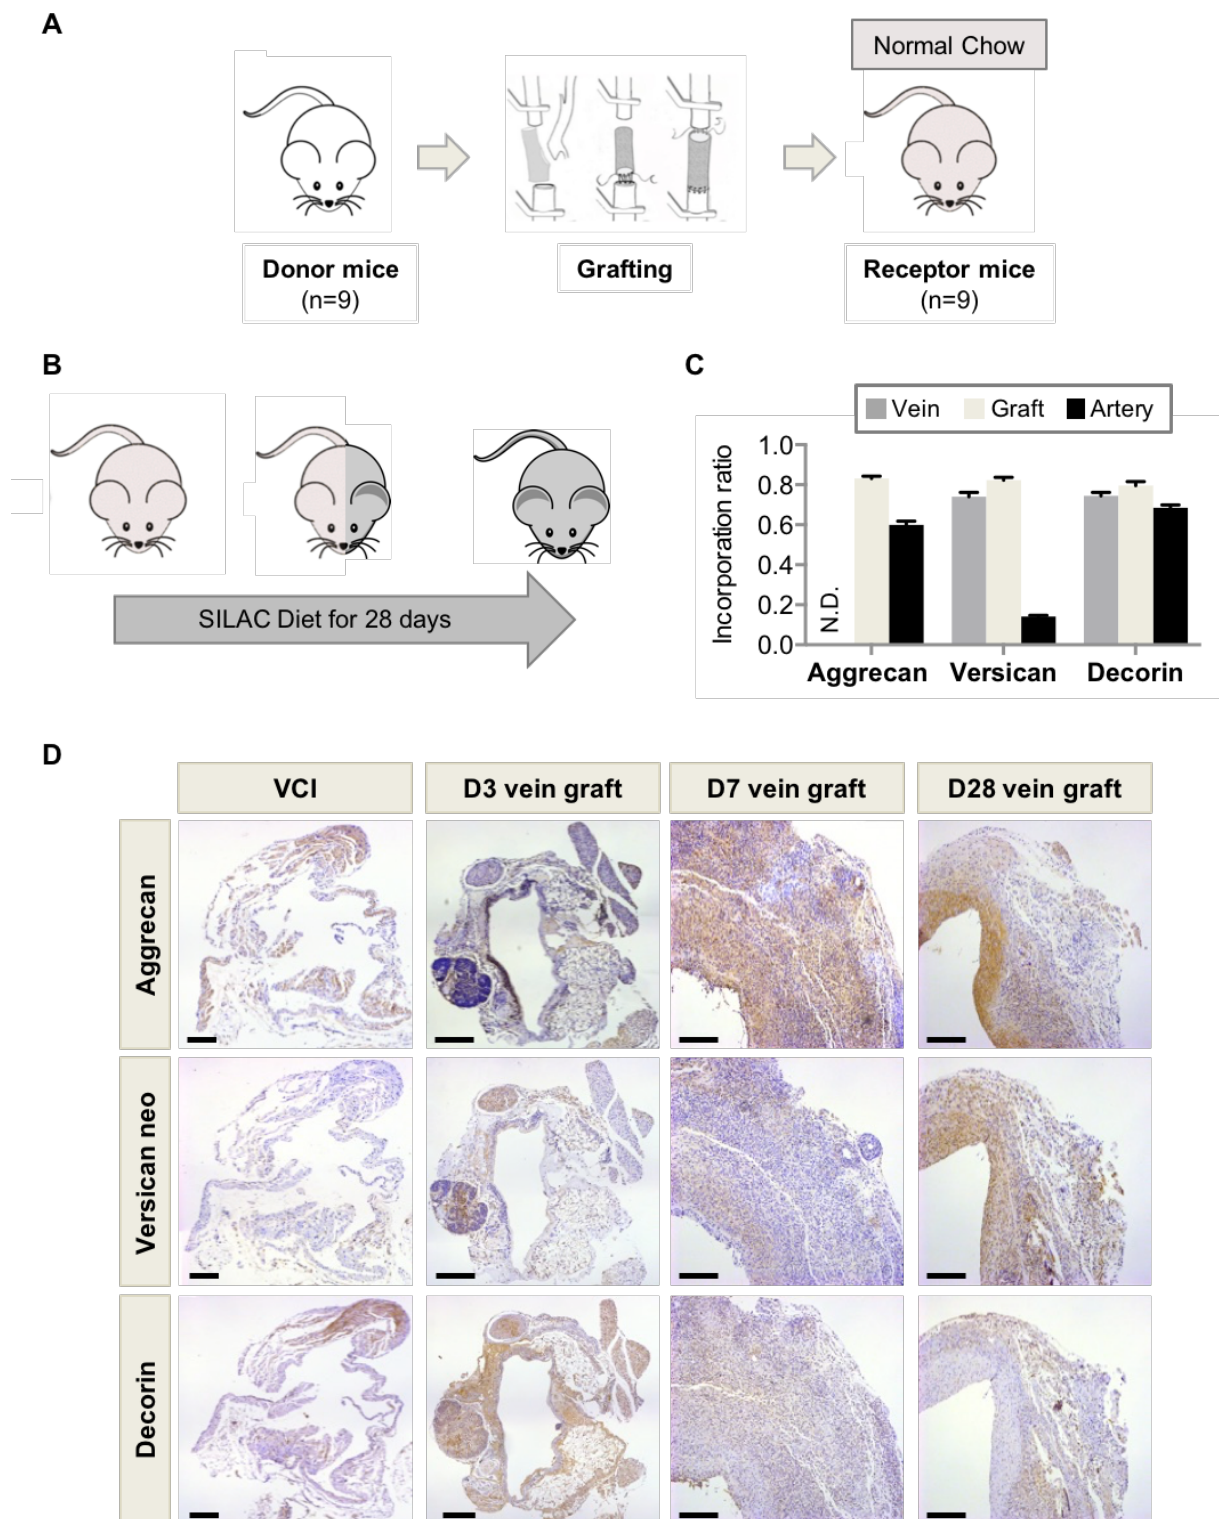 A
Normal Chow
Donor mice
(n=9)
Grafting
Receptor mice
(n=9)
B
SILAC Diet for 28 days
C
Vein Graft Artery
Incorporation ratio
1.0
0.8
0.6
0.4
0.2
0.0
N.D.
Aggrecan Versican Decorin
D
VCI D3 vein graft D7 vein graft D28 vein graft
Aggrecan
Versican neo
Decorin